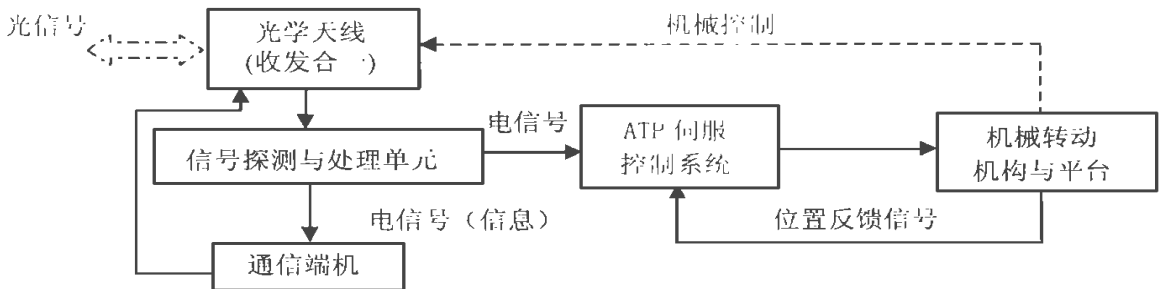 光信号
光学天线
(收发合一)
机械控制
信号探测与处理单元
电信号
ATP 伺服
控制系统
机械转动
机构与平台
电信号（信息）
位置反馈信号
通信端机